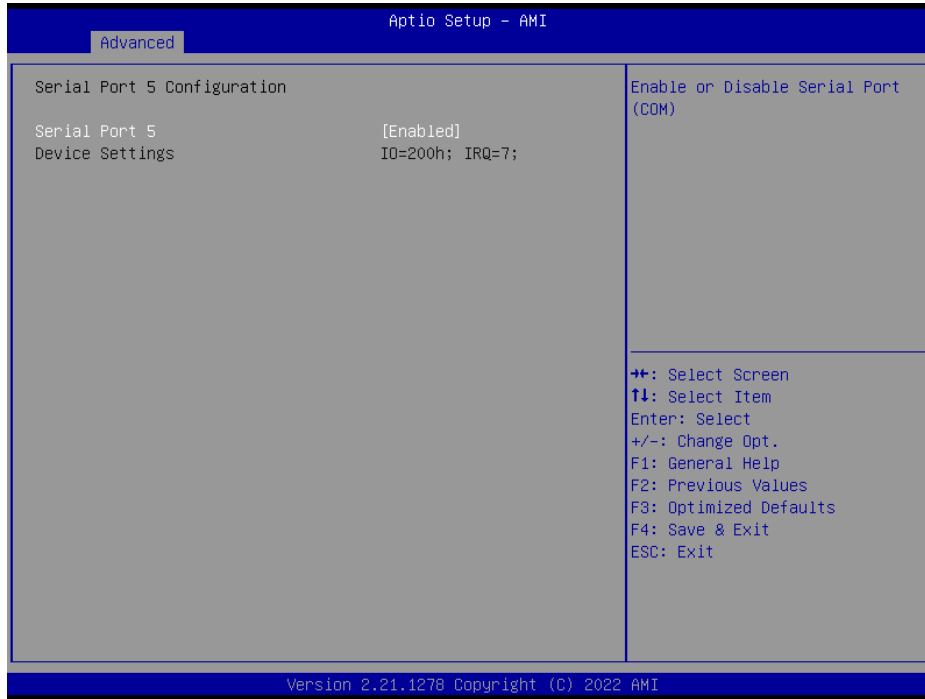 Aptio Setup – AMI
Advanced
Serial Port 5 Configuration
Serial Port 5 [Enabled]
Device Settings IO=200h; IRQ=7;
Enable or Disable Serial Port
(COM)
→←: Select Screen
↑↓: Select Item
Enter: Select
+/-: Change Opt.
F1: General Help
F2: Previous Values
F3: Optimized Defaults
F4: Save & Exit
ESC: Exit
Version 2.21.1278 Copyright (C) 2022 AMI